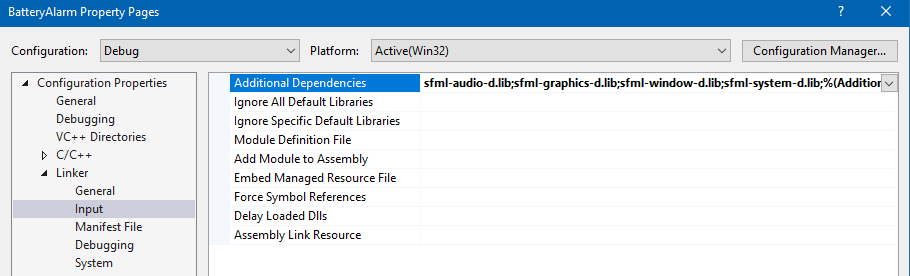 BatteryAlarm Property Pages
Configuration: Debug Platform: Active(Win32) Configuration Manager...
Configuration Properties
General
Debugging
VC++ Directories
C/C++
Linker
General
Input
Manifest File
Debugging
System
Additional Dependencies sfml-audio-d.lib;sfml-graphics-d.lib;sfml-window-d.lib;sfml-system-d.lib;%(Addition
Ignore All Default Libraries
Ignore Specific Default Libraries
Module Definition File
Add Module to Assembly
Embed Managed Resource File
Force Symbol References
Delay Loaded Dlls
Assembly Link Resource